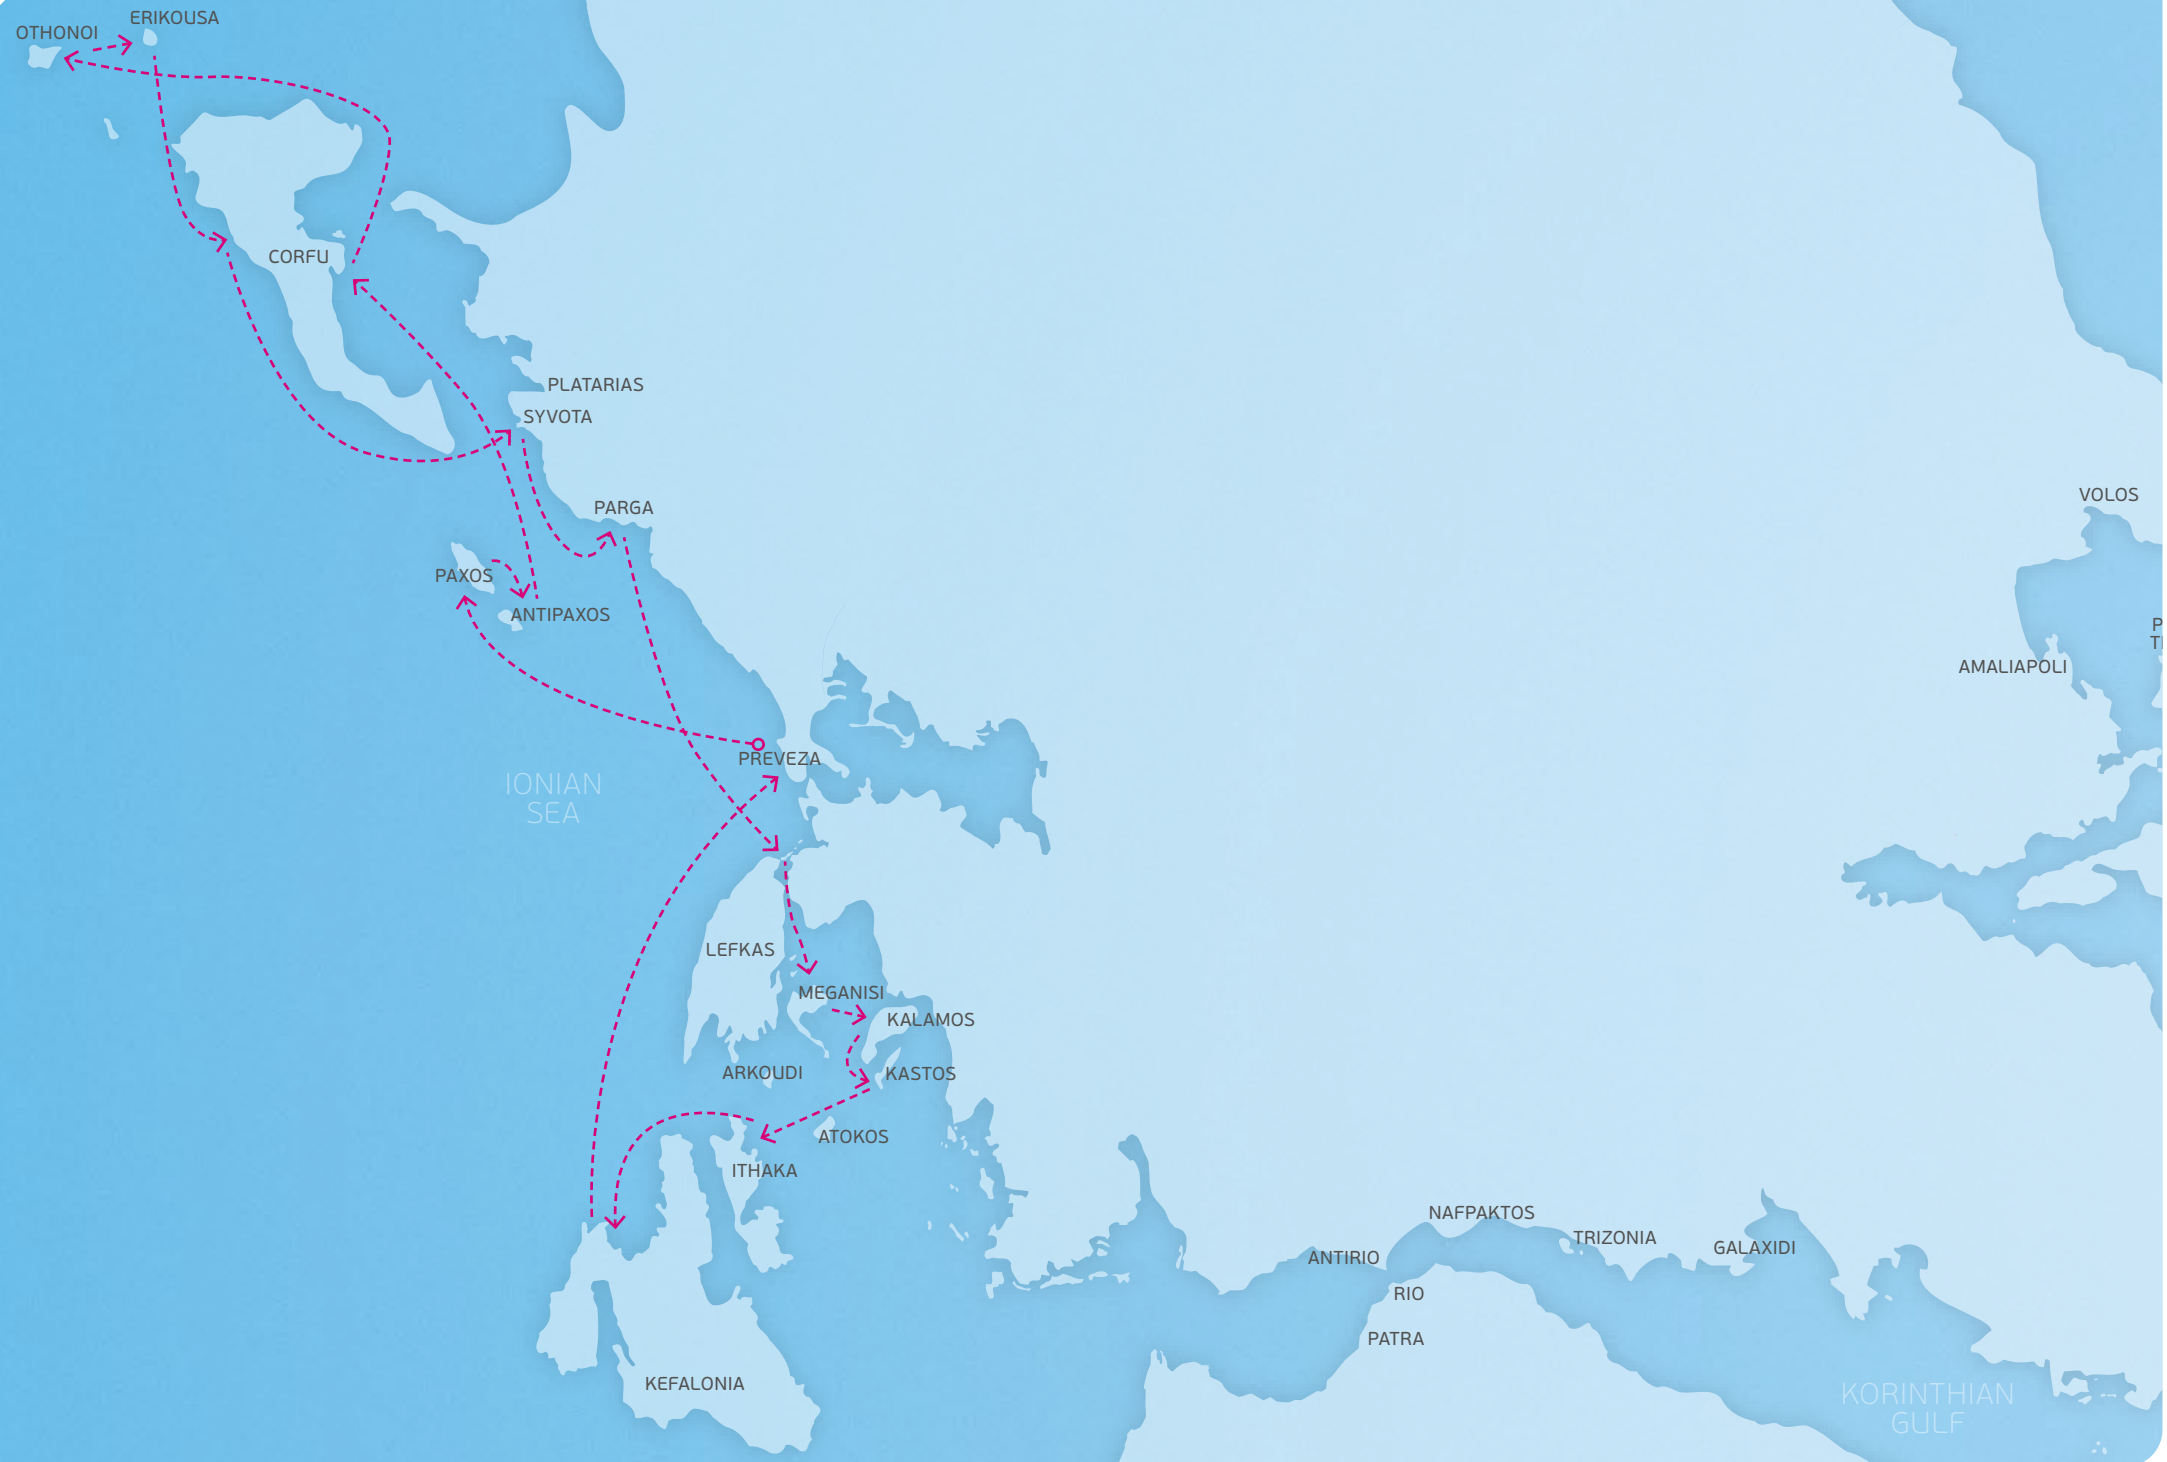 ERIKOUSA
OTHONOI
CORFU
PLATARIAS
SYVOTA
VOLOS
PARGA
PAXOS
ANTIPAXOS
P
AMALIAPOLI
PREVEZA
IONIAN
SEA
LEFKAS
MEGANISI
KALAMOS
ARKOUDI
KASTOS
ATOKOS
ITHAKA
NAFPAKTOS
TRIZONIA
GALAXIDI
ANTIRIO
RIO
PATRA
KEFALONIA
KORINTHIAN
GULF